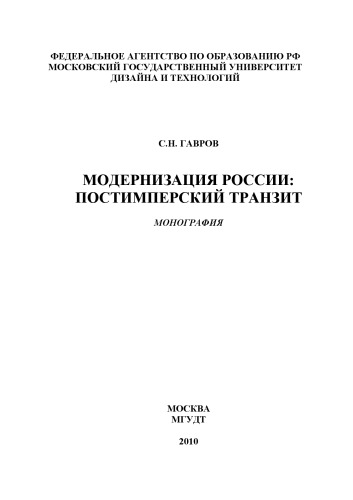 ФЕДЕРАЛЬНОЕ АГЕНТСТВО ПО ОБРАЗОВАНИЮ РФ
МОСКОВСКИЙ ГОСУДАРСТВЕННЫЙ УНИВЕРСИТЕТ
ДИЗАЙНА И ТЕХНОЛОГИЙ
С.Н. ГАВРОВ
МОДЕРНИЗАЦИЯ РОССИИ:
ПОСТИМПЕРСКИЙ ТРАНЗИТ
МОНОГРАФИЯ
МОСКВА
МГУДТ
2010